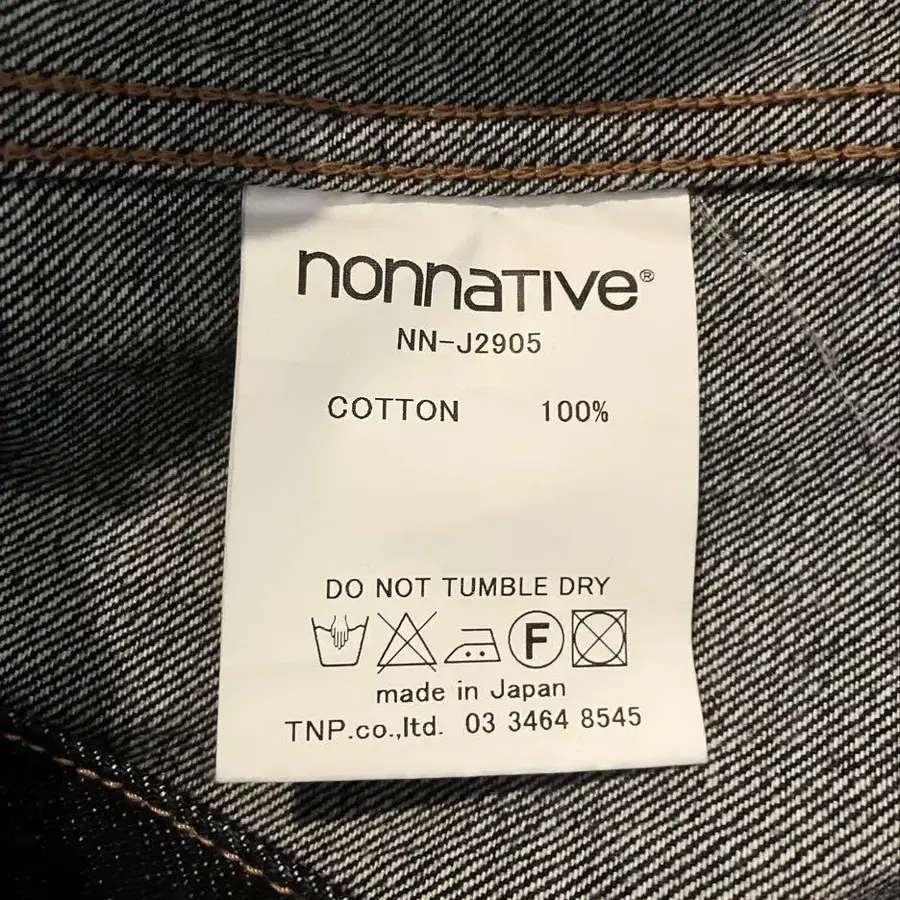 nonnaTIVe®
NN-J2905
COTTON 100%
DO NOT TUMBLE DRY
F
made in Japan
TNP.co.,ltd. 03 3464 8545